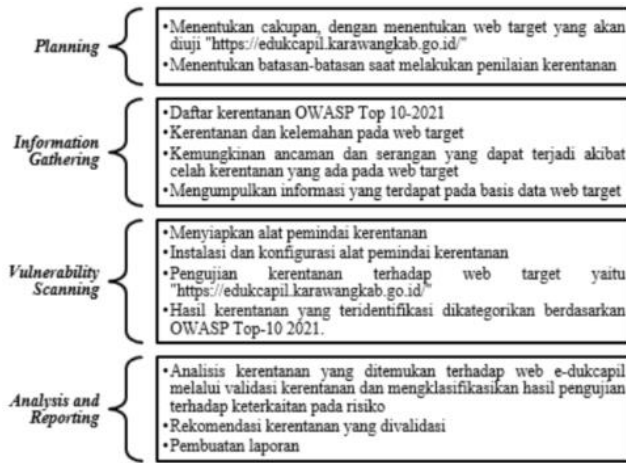 Planning
•Menentukan cakupan, dengan menentukan web target yang akan
diuji "https://edukcapil.karawangkab.go.id/"
•Menentukan batasan-batasan saat melakukan penilaian kerentanan
Information
Gathering
•Daftar kerentanan OWASP Top 10-2021
•Kerentanan dan kelemahan pada web target
•Kemungkinan ancaman dan serangan yang dapat terjadi akibat
celah kerentanan yang ada pada web target
•Mengumpulkan informasi yang terdapat pada basis data web target
Vulnerability
Scanning
•Menyiapkan alat pemindai kerentanan
•Instalasi dan konfigurasi alat pemindai kerentanan
•Pengujian kerentanan terhadap web target yaitu
"https://edukcapil.karawangkab.go.id/"
•Hasil kerentanan yang teridentifikasi dikategorikan berdasarkan
OWASP Top-10 2021.
Analysis and
Reporting
•Analisis kerentanan yang ditemukan terhadap web e-dukcapil
melalui validasi kerentanan dan mengklasifikasikan hasil pengujian
terhadap keterkaitan pada risiko
•Rekomendasi kerentanan yang divalidasi
•Pembuatan laporan